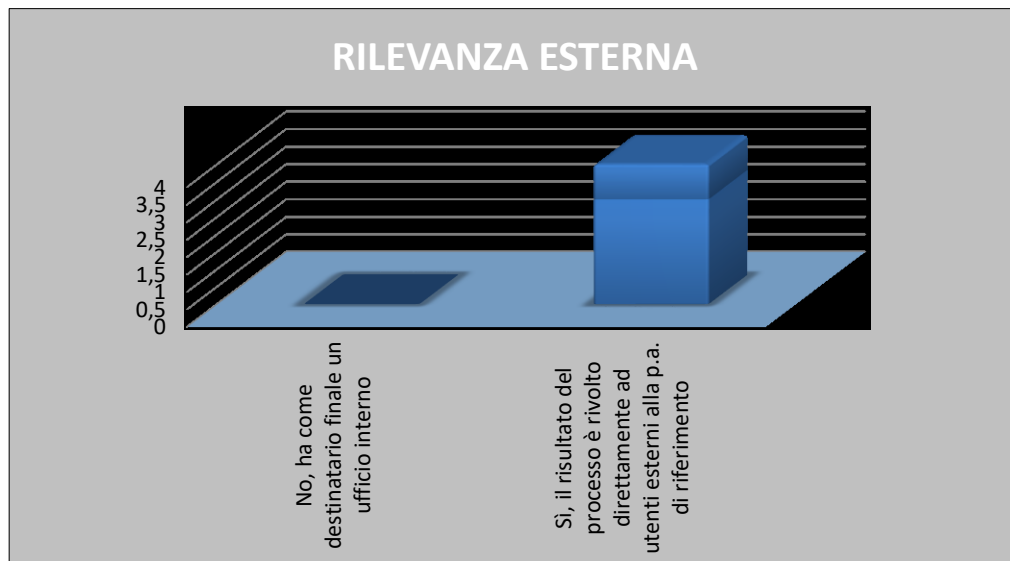 RILEVANZA ESTERNA
4
3,5
3
2,5
2
1,5
1
0,5
0
No, ha come
destinatario finale un
ufficio interno
Sì, il risultato del
processo è rivolto
direttamente ad
utenti esterni alla p.a.
di riferimento